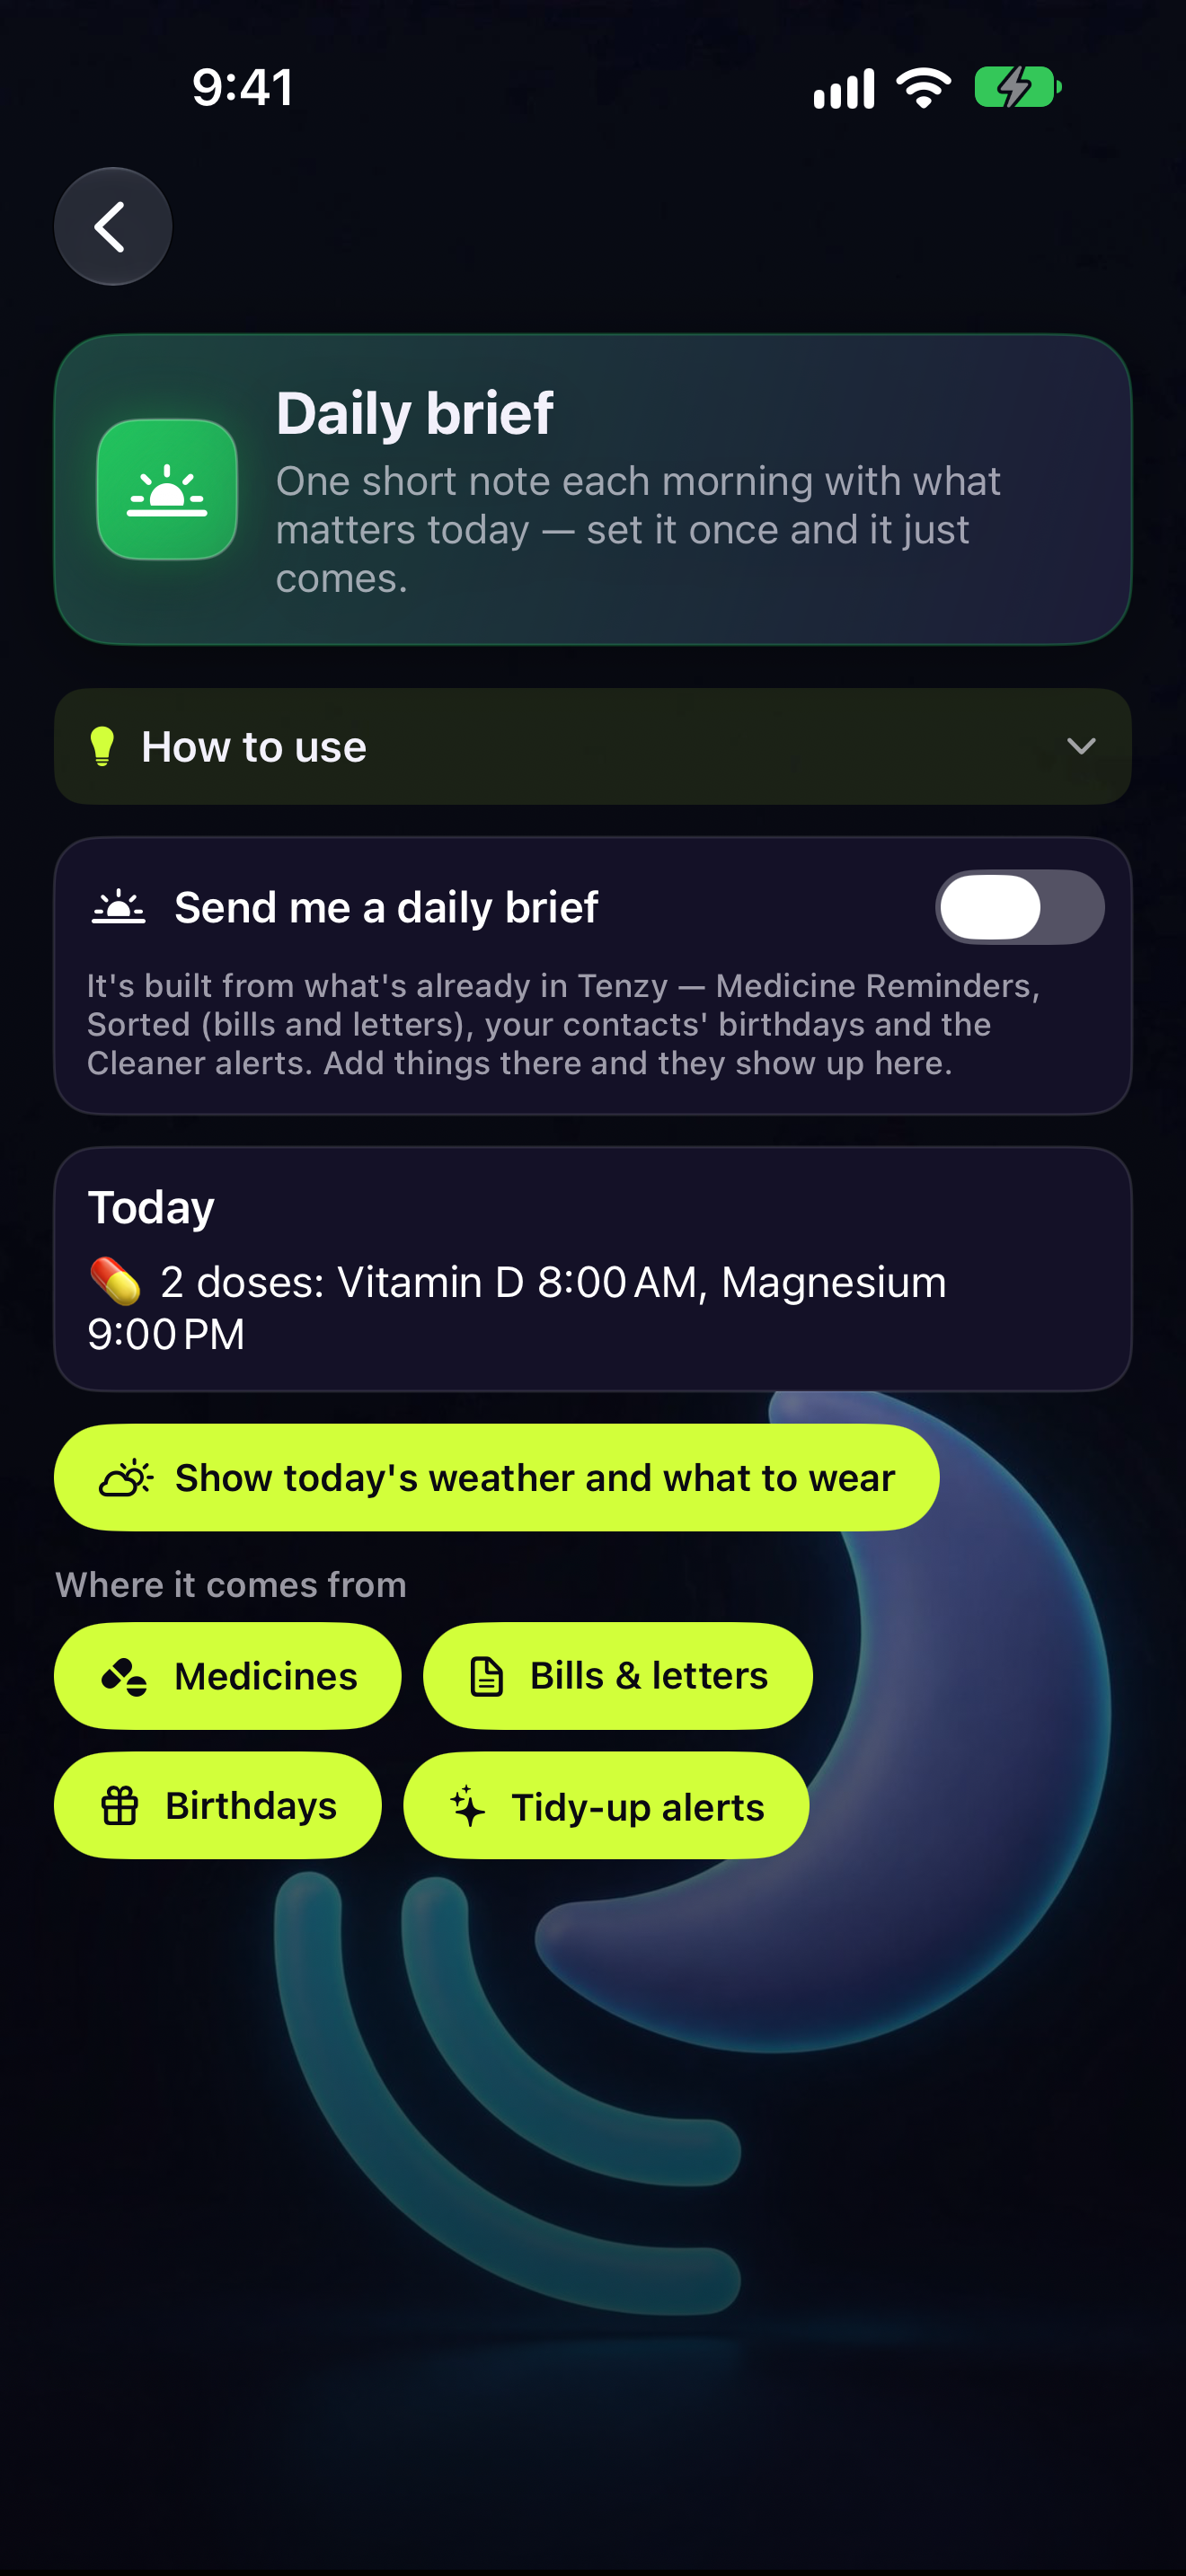 9:41
Daily brief
One short note each morning with what
matters today — set it once and it just
comes.
How to use
Send me a daily brief
It's built from what's already in Tenzy — Medicine Reminders,
Sorted (bills and letters), your contacts' birthdays and the
Cleaner alerts. Add things there and they show up here.
Today
💊 2 doses: Vitamin D 8:00 AM, Magnesium
9:00 PM
Show today's weather and what to wear
Where it comes from
Medicines
Bills & letters
Birthdays
Tidy-up alerts